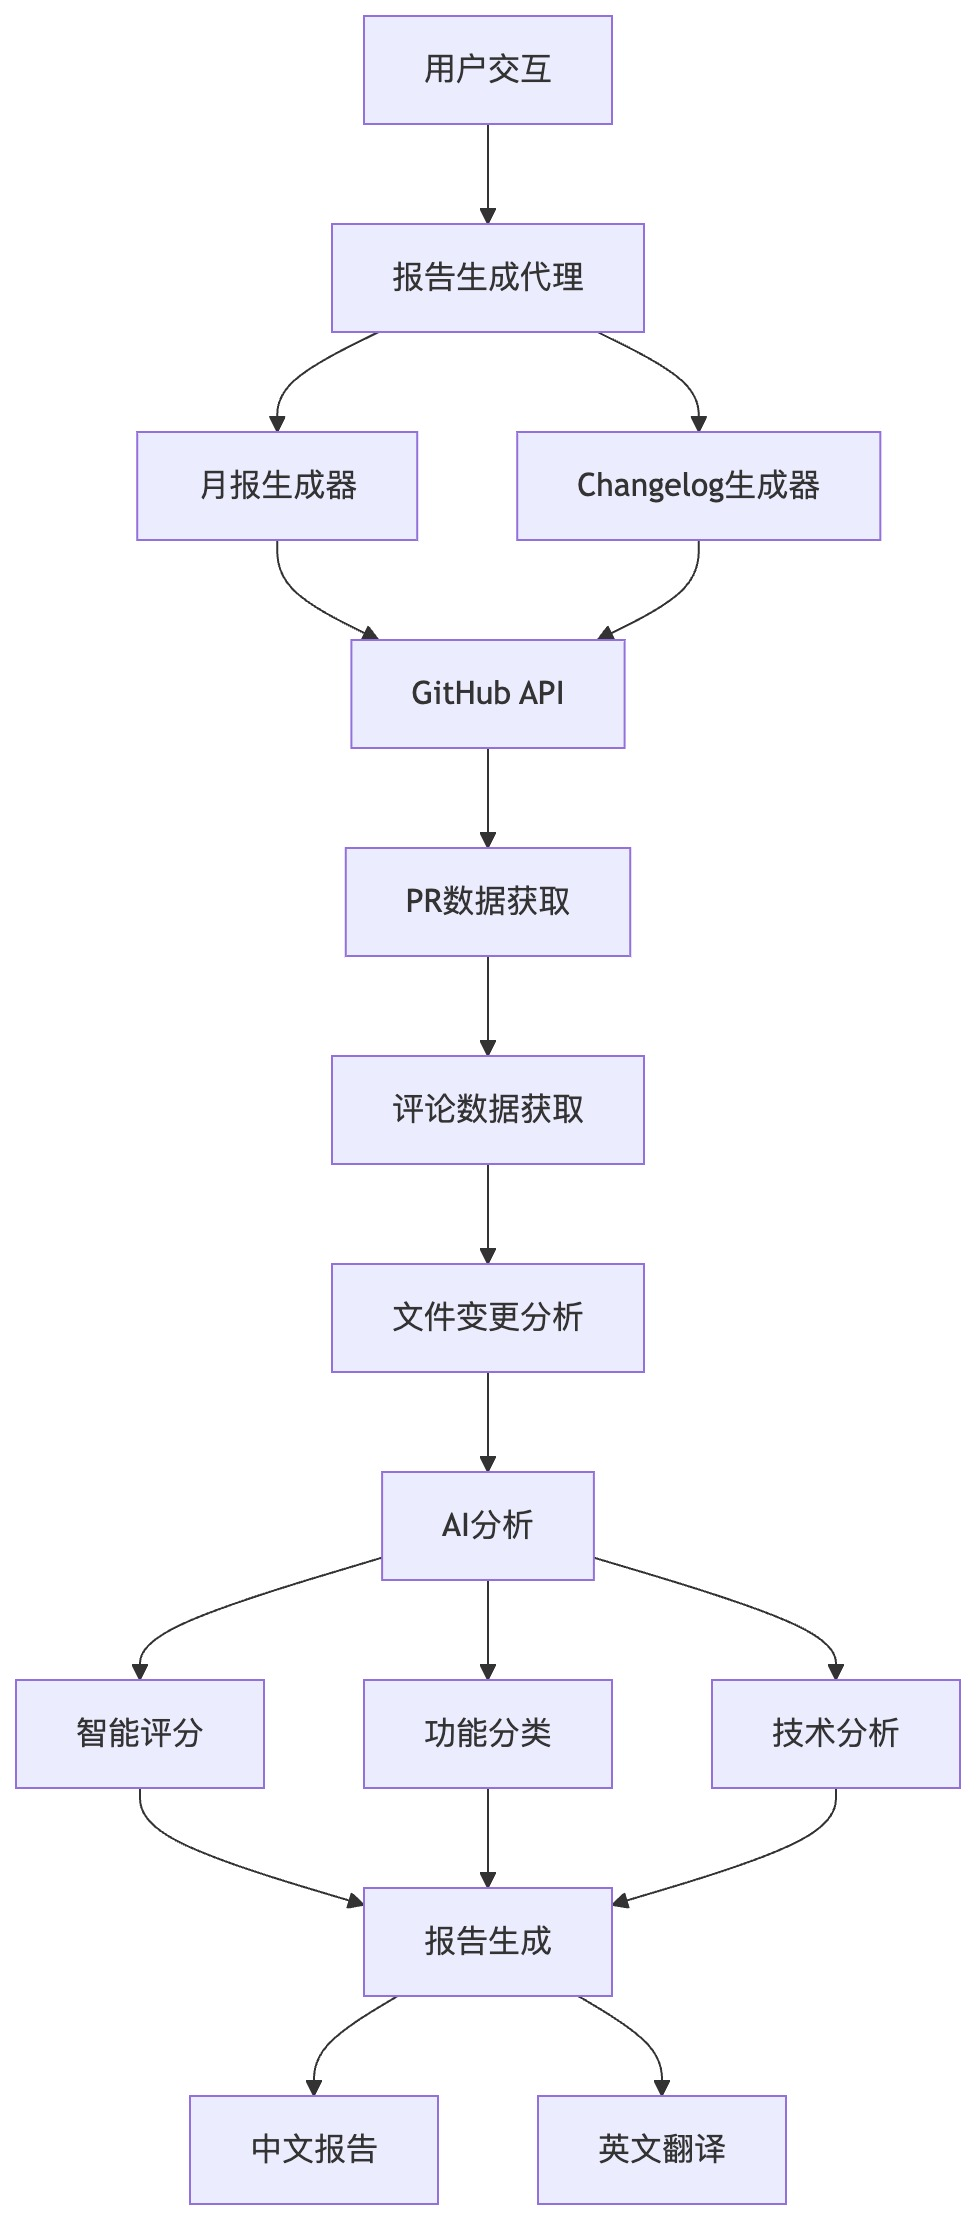 用户交互
报告生成代理
月报生成器
Changelog生成器
GitHub API
PR数据获取
评论数据获取
文件变更分析
AI分析
智能评分
功能分类
技术分析
报告生成
中文报告
英文翻译